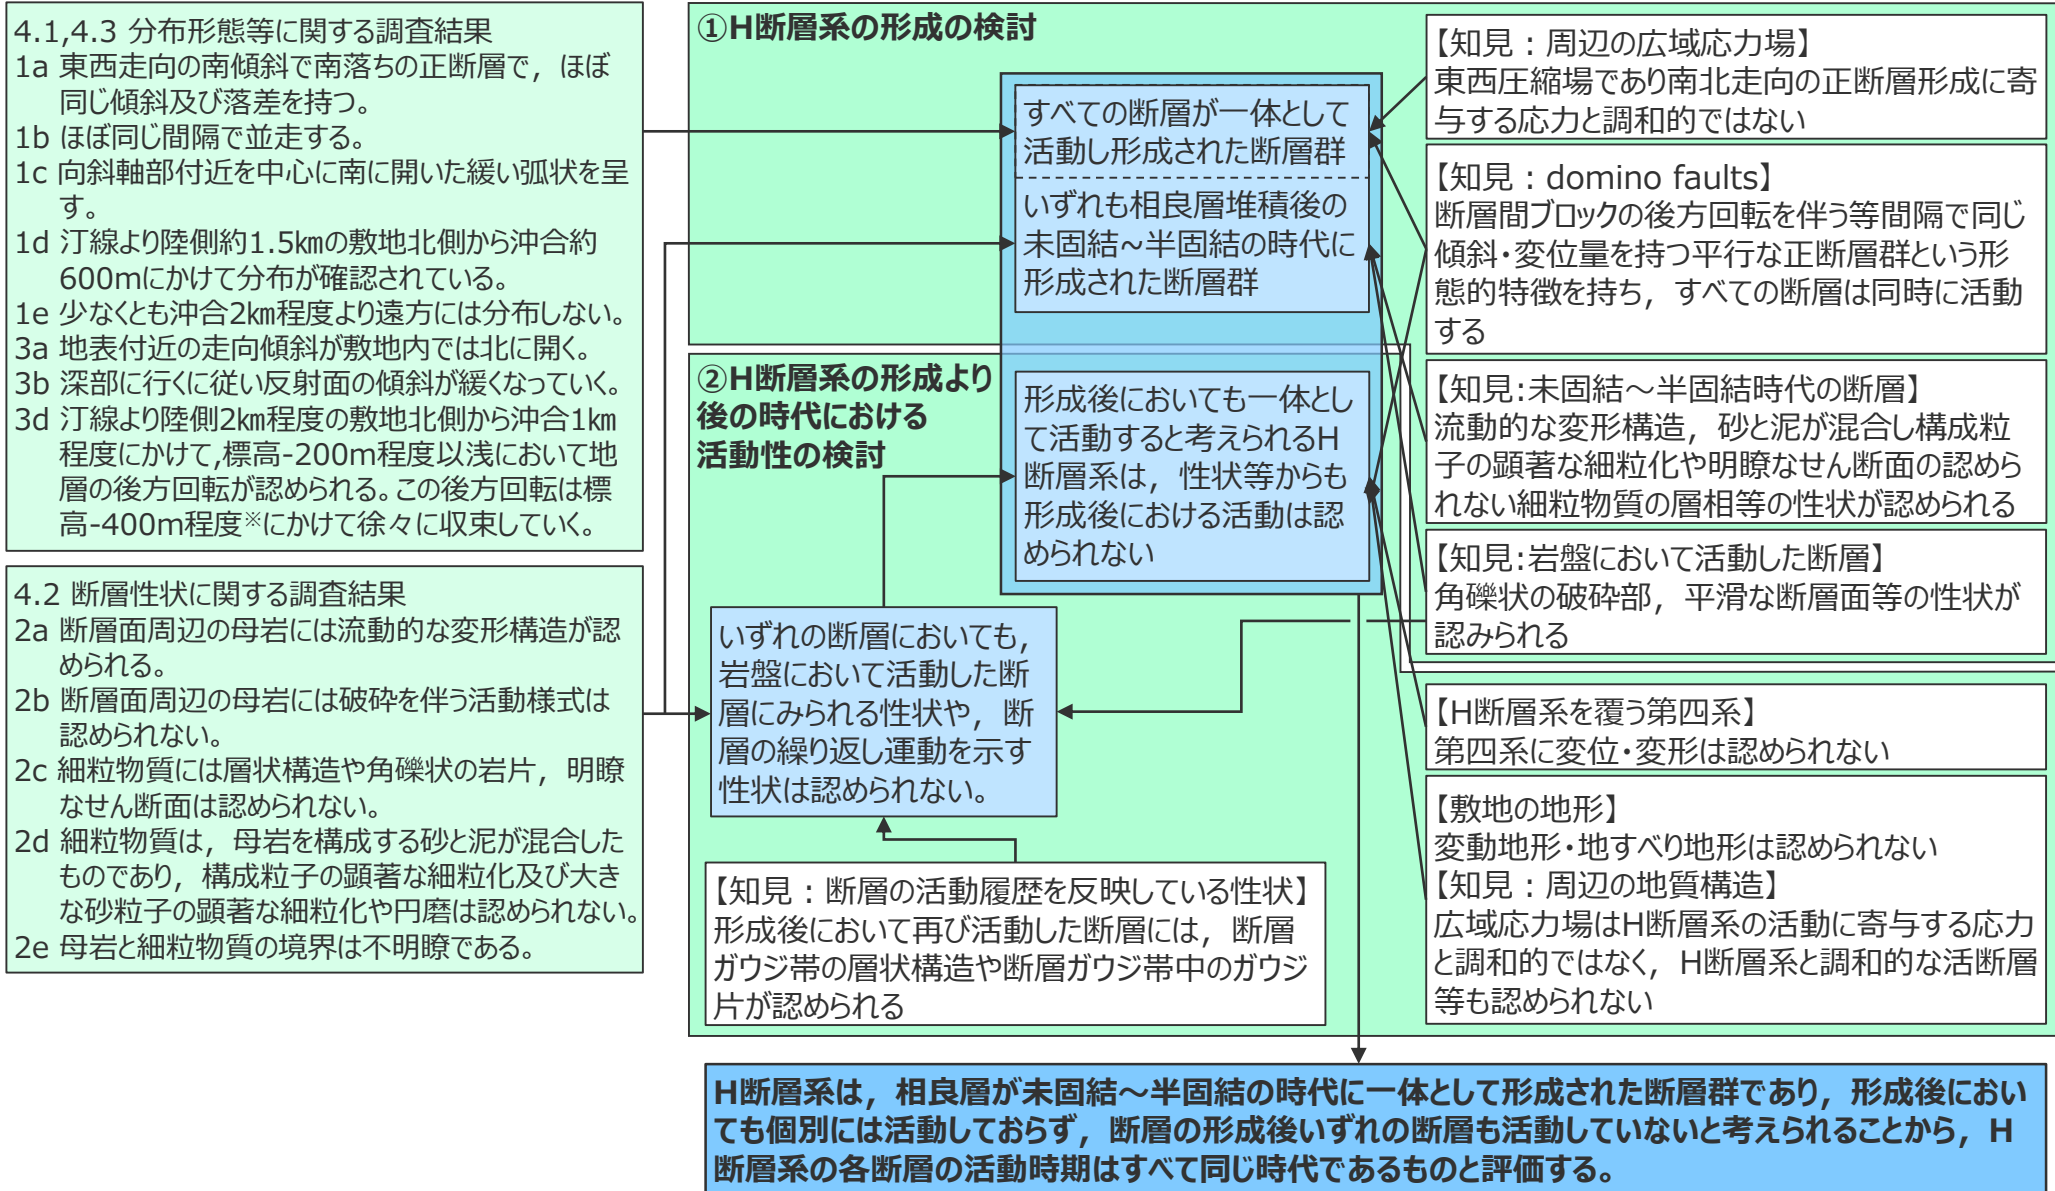 4.1,4.3 分布形態等に関する調査結果
1a 東西走向の南傾斜で南落ちの正断層で，ほぼ
同じ傾斜及び落差を持つ。
1b ほぼ同じ間隔で並走する。
1c 向斜軸部付近を中心に南に開いた緩い弧状を呈
す。
1d 汀線より陸側約1.5㎞の敷地北側から沖合約
600mにかけて分布が確認されている。
1e 少なくとも沖合2㎞程度より遠方には分布しない。
3a 地表付近の走向傾斜が敷地内では北に開く。
3b 深部に行くに従い反射面の傾斜が緩くなっていく。
3d 汀線より陸側2km程度の敷地北側から沖合1㎞
程度にかけて,標高-200m程度以浅において地
層の後方回転が認められる。この後方回転は標
高-400m程度※にかけて徐々に収束していく。
4.2 断層性状に関する調査結果
2a 断層面周辺の母岩には流動的な変形構造が認
められる。
2b 断層面周辺の母岩には破砕を伴う活動様式は
認められない。
2c 細粒物質には層状構造や角礫状の岩片，明瞭
なせん断面は認められない。
2d 細粒物質は，母岩を構成する砂と泥が混合した
ものであり，構成粒子の顕著な細粒化及び大き
な砂粒子の顕著な細粒化や円磨は認められない。
2e 母岩と細粒物質の境界は不明瞭である。
①H断層系の形成の検討
すべての断層が一体として
活動し形成された断層群
いずれも相良層堆積後の
未固結~半固結の時代に
形成された断層群
②H断層系の形成より
後の時代における
活動性の検討
形成後においても一体とし
て活動すると考えられるH
断層系は，性状等からも
形成後における活動は認
められない
いずれの断層においても，
岩盤において活動した断
層にみられる性状や，断
層の繰り返し運動を示す
性状は認められない。
【知見：断層の活動履歴を反映している性状】
形成後において再び活動した断層には，断層
ガウジ帯の層状構造や断層ガウジ帯中のガウジ
片が認められる
【知見：周辺の広域応力場】
東西圧縮場であり南北走向の正断層形成に寄
与する応力と調和的ではない
【知見：domino faults】
断層間ブロックの後方回転を伴う等間隔で同じ
傾斜・変位量を持つ平行な正断層群という形
態的特徴を持ち，すべての断層は同時に活動
する
【知見:未固結～半固結時代の断層】
流動的な変形構造，砂と泥が混合し構成粒
子の顕著な細粒化や明瞭なせん断面の認めら
れない細粒物質の層相等の性状が認められる
【知見:岩盤において活動した断層】
角礫状の破砕部，平滑な断層面等の性状が
認みられる
【H断層系を覆う第四系】
第四系に変位・変形は認められない
【敷地の地形】
変動地形・地すべり地形は認められない
【知見：周辺の地質構造】
広域応力場はH断層系の活動に寄与する応力
と調和的ではなく，H断層系と調和的な活断層
等も認められない
H断層系は，相良層が未固結～半固結の時代に一体として形成された断層群であり，形成後におい
ても個別には活動しておらず，断層の形成後いずれの断層も活動していないと考えられることから，H
断層系の各断層の活動時期はすべて同じ時代であるものと評価する。